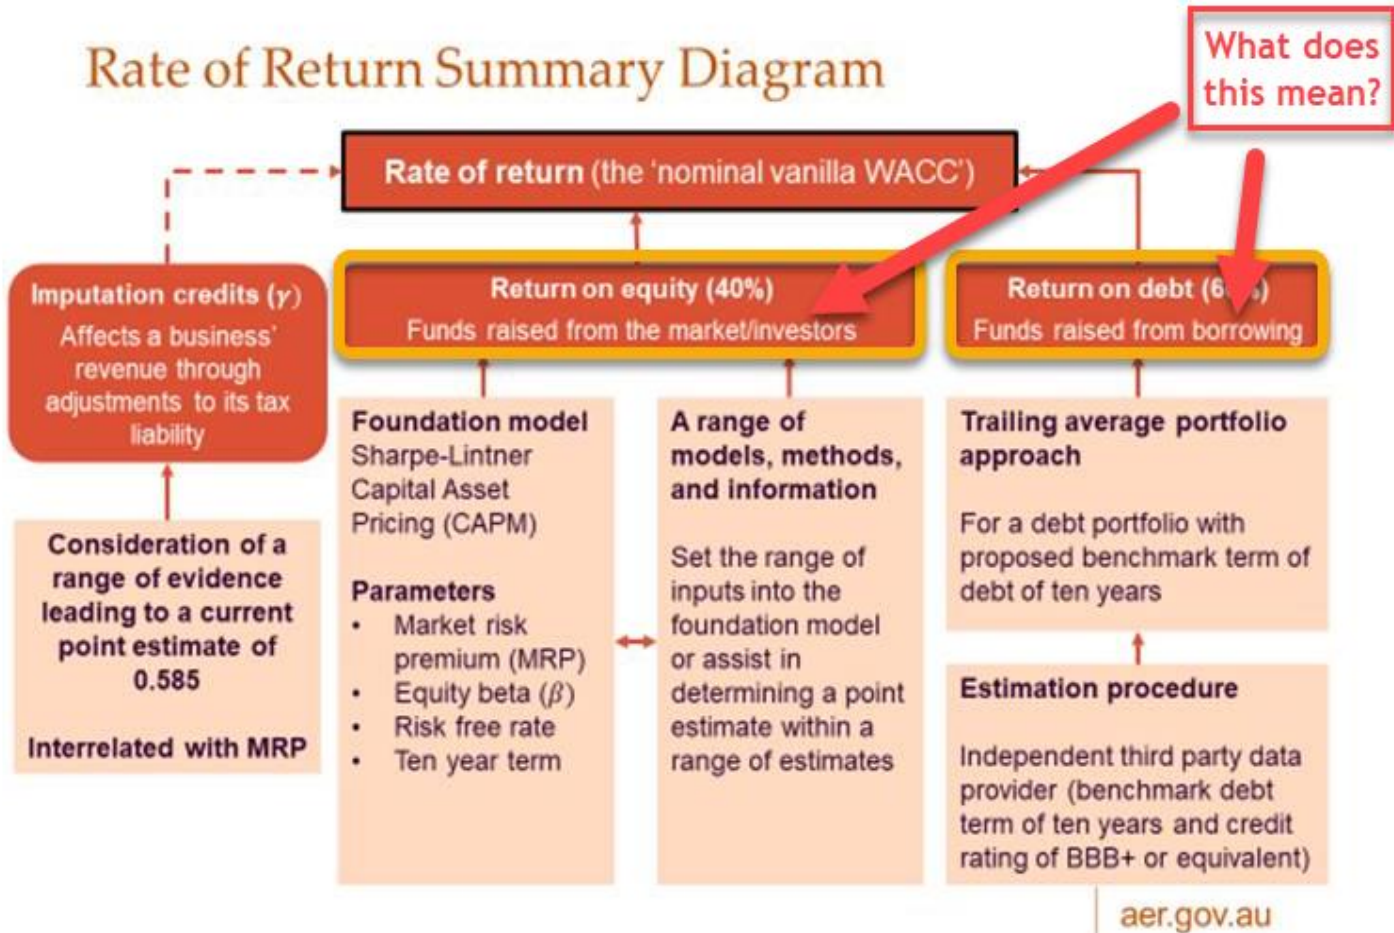 Rate of Return Summary Diagram
What does
this mean?
Rate of return (the 'nominal vanilla WACC')
Imputation credits (γ)
Affects a business'
revenue through
adjustments to its tax
liability
Return on equity (40%)
Funds raised from the market/investors
Return on debt
Funds raised from borrowing
Consideration of a
range of evidence
leading to a current
point estimate of
0.585
Interrelated with MRP
Foundation model
Sharpe-Lintner
Capital Asset
Pricing (CAPM)
Parameters
• Market risk
premium (MRP)
• Equity beta (β)
• Risk free rate
• Ten year term
A range of
models, methods,
and information
Set the range of
inputs into the
foundation model
or assist in
determining a point
estimate within a
range of estimates
Trailing average portfolio
approach
For a debt portfolio with
proposed benchmark term of
debt of ten years
Estimation procedure
Independent third party data
provider (benchmark debt
term of ten years and credit
rating of BBB+ or equivalent)
aer.gov.au